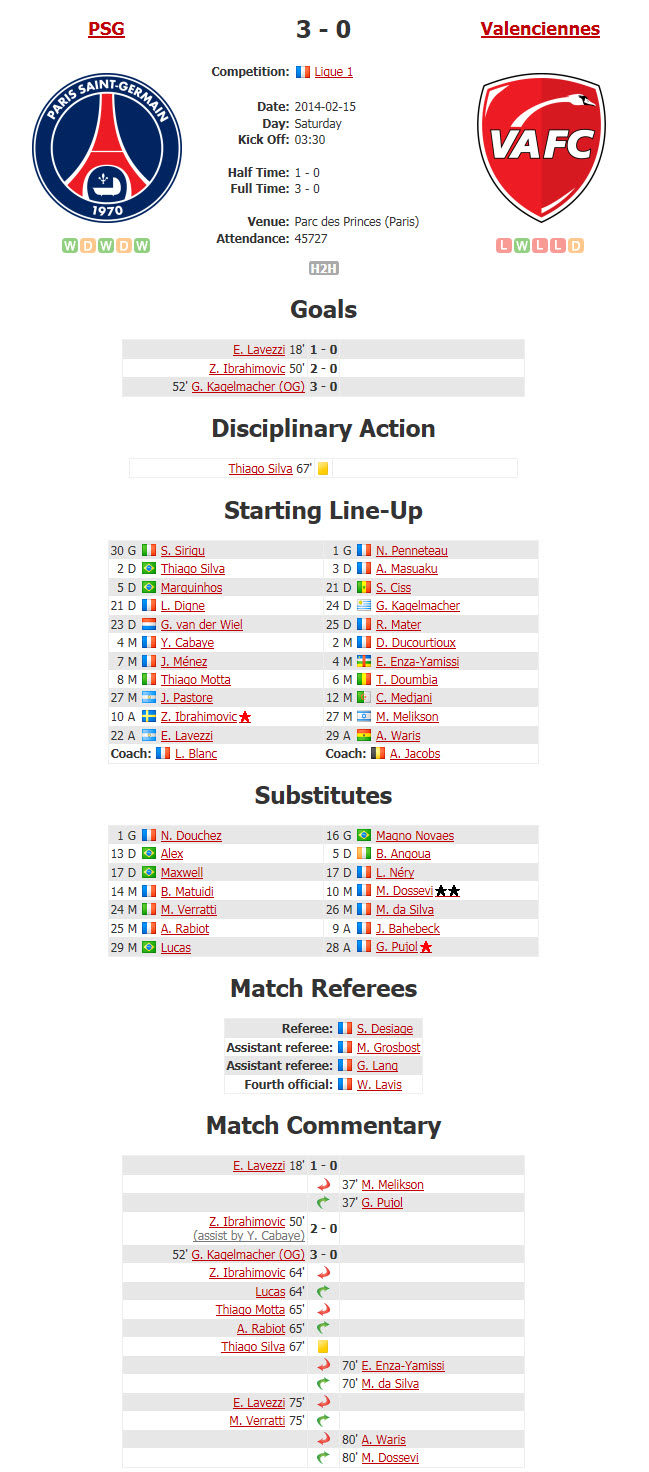 PSG 3 - 0 Valenciennes
Competition: Ligue 1
PARIS SAINT-GERMAIN
1970
VAFC
Date: 2014-02-15
Day: Saturday
Kick Off: 03:30
Half Time: 1 - 0
Full Time: 3 - 0
Venue: Parc des Princes (Paris)
Attendance: 45727
W D W D W
L W L L D
H2H
Goals
E. Lavezzi 18' 1 - 0
Z. Ibrahimovic 50' 2 - 0
52' G. Kagelmacher (OG) 3 - 0
Disciplinary Action
Thiago Silva 67'
Starting Line-Up
30 G S. Sirigu 1 G N. Penneteau
2 D Thiago Silva 3 D A. Masuaku
5 D Marquinhos 21 D S. Ciss
21 D L. Digne 24 D G. Kagelmacher
23 D G. van der Wiel 25 D R. Mater
4 M Y. Cabaye 2 M D. Ducourtioux
7 M J. Ménez 4 M E. Enza-Yamissi
8 M Thiago Motta 6 M T. Doumbia
27 M J. Pastore 12 M C. Medjani
10 A Z. Ibrahimovic 27 M M. Melikson
22 A E. Lavezzi 29 A A. Waris
Coach: L. Blanc Coach: A. Jacobs
Substitutes
1 G N. Douchez 16 G Magno Novaes
13 D Alex 5 D B. Angoua
17 D Maxwell 17 D L. Néry
14 M B. Matuidi 10 M M. Dossevi
24 M M. Verratti 26 M M. da Silva
25 M A. Rabiot 9 A J. Bahebeck
29 M Lucas 28 A G. Pujol
Match Referees
Referee: S. Desiage
Assistant referee: M. Grosbost
Assistant referee: G. Lang
Fourth official: W. Lavis
Match Commentary
E. Lavezzi 18' 1 - 0
37' M. Melikson
37' G. Pujol
Z. Ibrahimovic 50' 2 - 0
(assist by Y. Cabaye)
52' G. Kagelmacher (OG) 3 - 0
Z. Ibrahimovic 64'
Lucas 64'
Thiago Motta 65'
A. Rabiot 65'
Thiago Silva 67'
70' E. Enza-Yamissi
70' M. da Silva
E. Lavezzi 75'
M. Verratti 75'
80' A. Waris
80' M. Dossevi